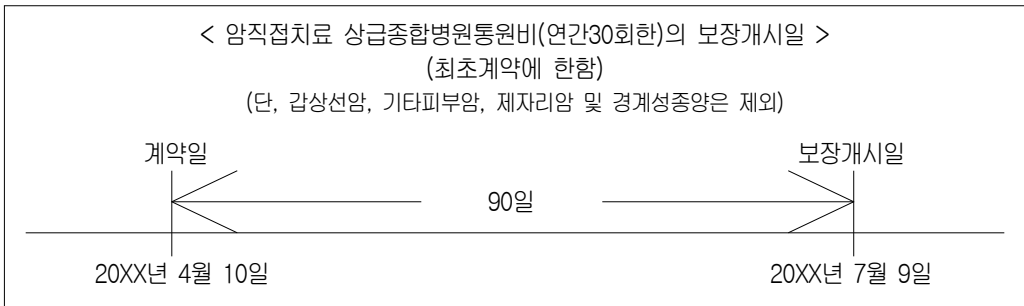 < 암직접치료 상급종합병원통원비(연간30회한)의 보장개시일 >
(최초계약에 한함)
(단, 갑상선암, 기타피부암, 제자리암 및 경계성종양은 제외)
계약일 보장개시일
90일
20XX년 4월 10일 20XX년 7월 9일